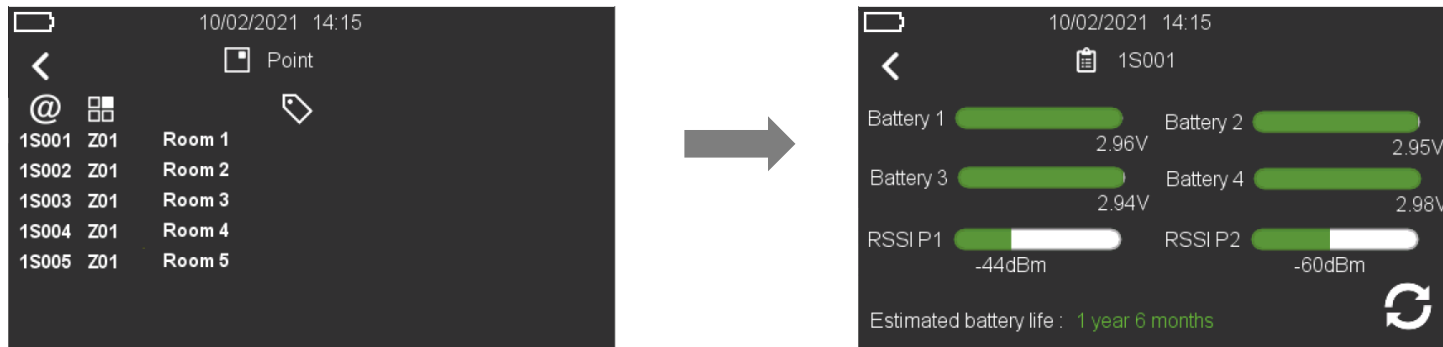 10/02/2021 14:15
Point
@
1S001 Z01 Room 1
1S002 Z01 Room 2
1S003 Z01 Room 3
1S004 Z01 Room 4
1S005 Z01 Room 5
10/02/2021 14:15
1S001
Battery 1 2.96V
Battery 2 2.95V
Battery 3 2.94V
Battery 4 2.98V
RSSI P1 -44dBm
RSSI P2 -60dBm
Estimated battery life : 1 year 6 months